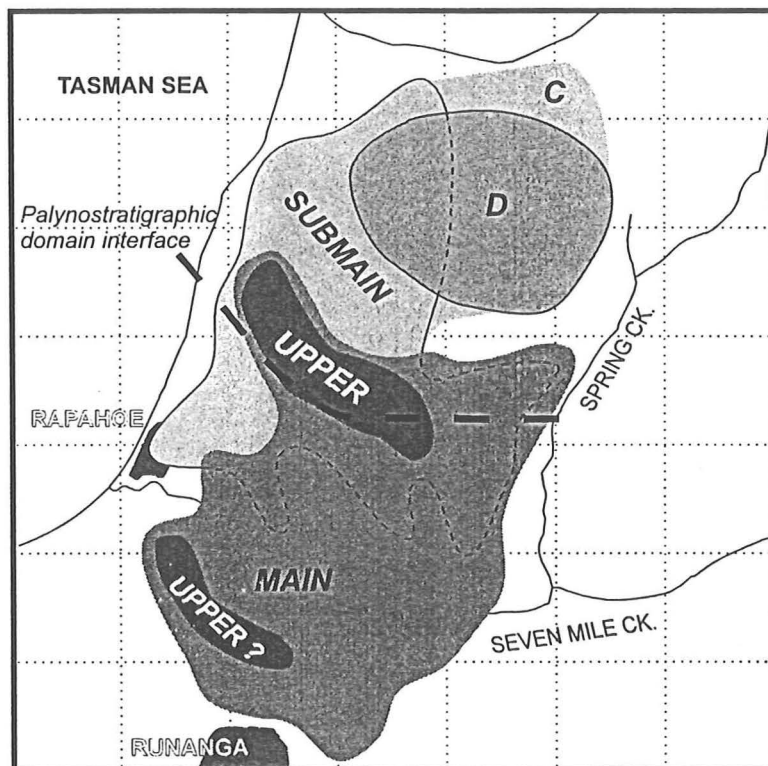 TASMAN SEA
C
D
Palynostratigraphic
domain interface
SUBMAIN
UPPER
SPRING CK.
RAPAHOE
MAIN
UPPER ?
SEVEN MILE CK.
RUNANGA